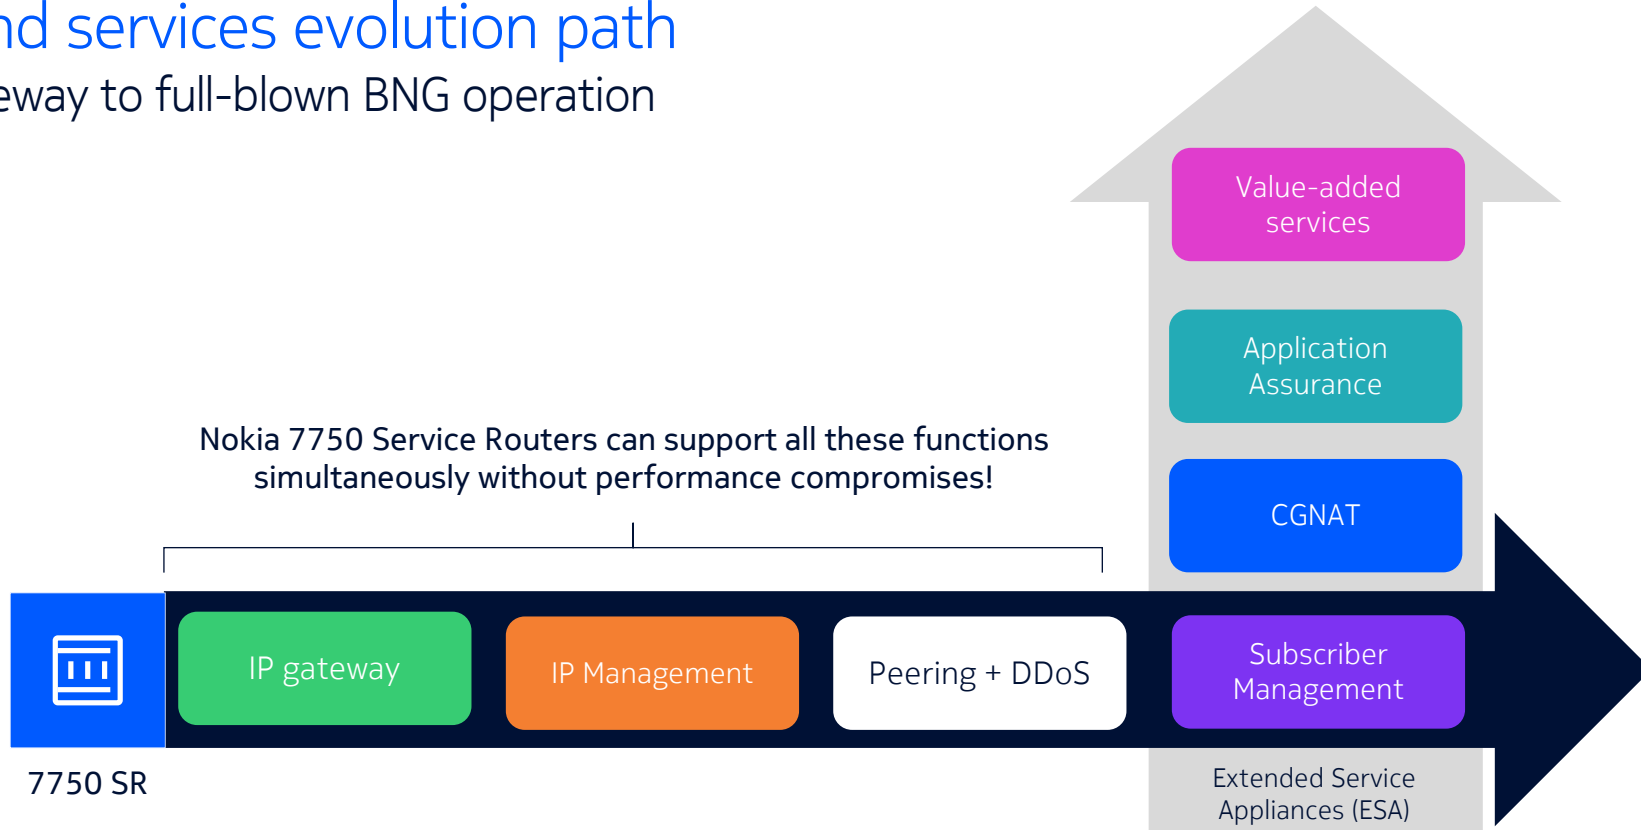 nd services evolution path
eway to full-blown BNG operation
Value-added
services
Application
Assurance
Nokia 7750 Service Routers can support all these functions
simultaneously without performance compromises!
CGNAT
IP gateway
IP Management
Peering + DDoS
Subscriber
Management
7750 SR
Extended Service
Appliances (ESA)